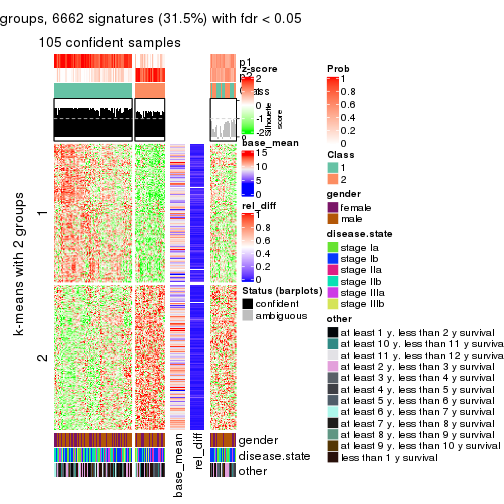 groups, 6662 signatures (31.5%) with fdr < 0.05
105 confident samples
p1
p2
Class
Silhouette
score
k-means with 2 groups
1
2
z-score
2
1
0
-1
-2
base_mean
15
10
5
0
rel_diff
1
0.8
0.6
0.4
0.2
0
Status (barplots)
confident
ambiguous
gender
disease.state
other
base_mean
rel_diff
Prob
1
0.8
0.6
0.4
0.2
0
Class
1
2
gender
female
male
disease.state
stage Ia
stage Ib
stage IIa
stage IIb
stage IIIa
stage IIIb
other
at least 1 y. less than 2 y survival
at least 10 y. less than 11 y survival
at least 11 y. less than 12 y survival
at least 2 y. less than 3 y survival
at least 3 y. less than 4 y survival
at least 4 y. less than 5 y survival
at least 5 y. less than 6 y survival
at least 6 y. less than 7 y survival
at least 7 y. less than 8 y survival
at least 8 y. less than 9 y survival
at least 9 y. less than 10 y survival
less than 1 y survival